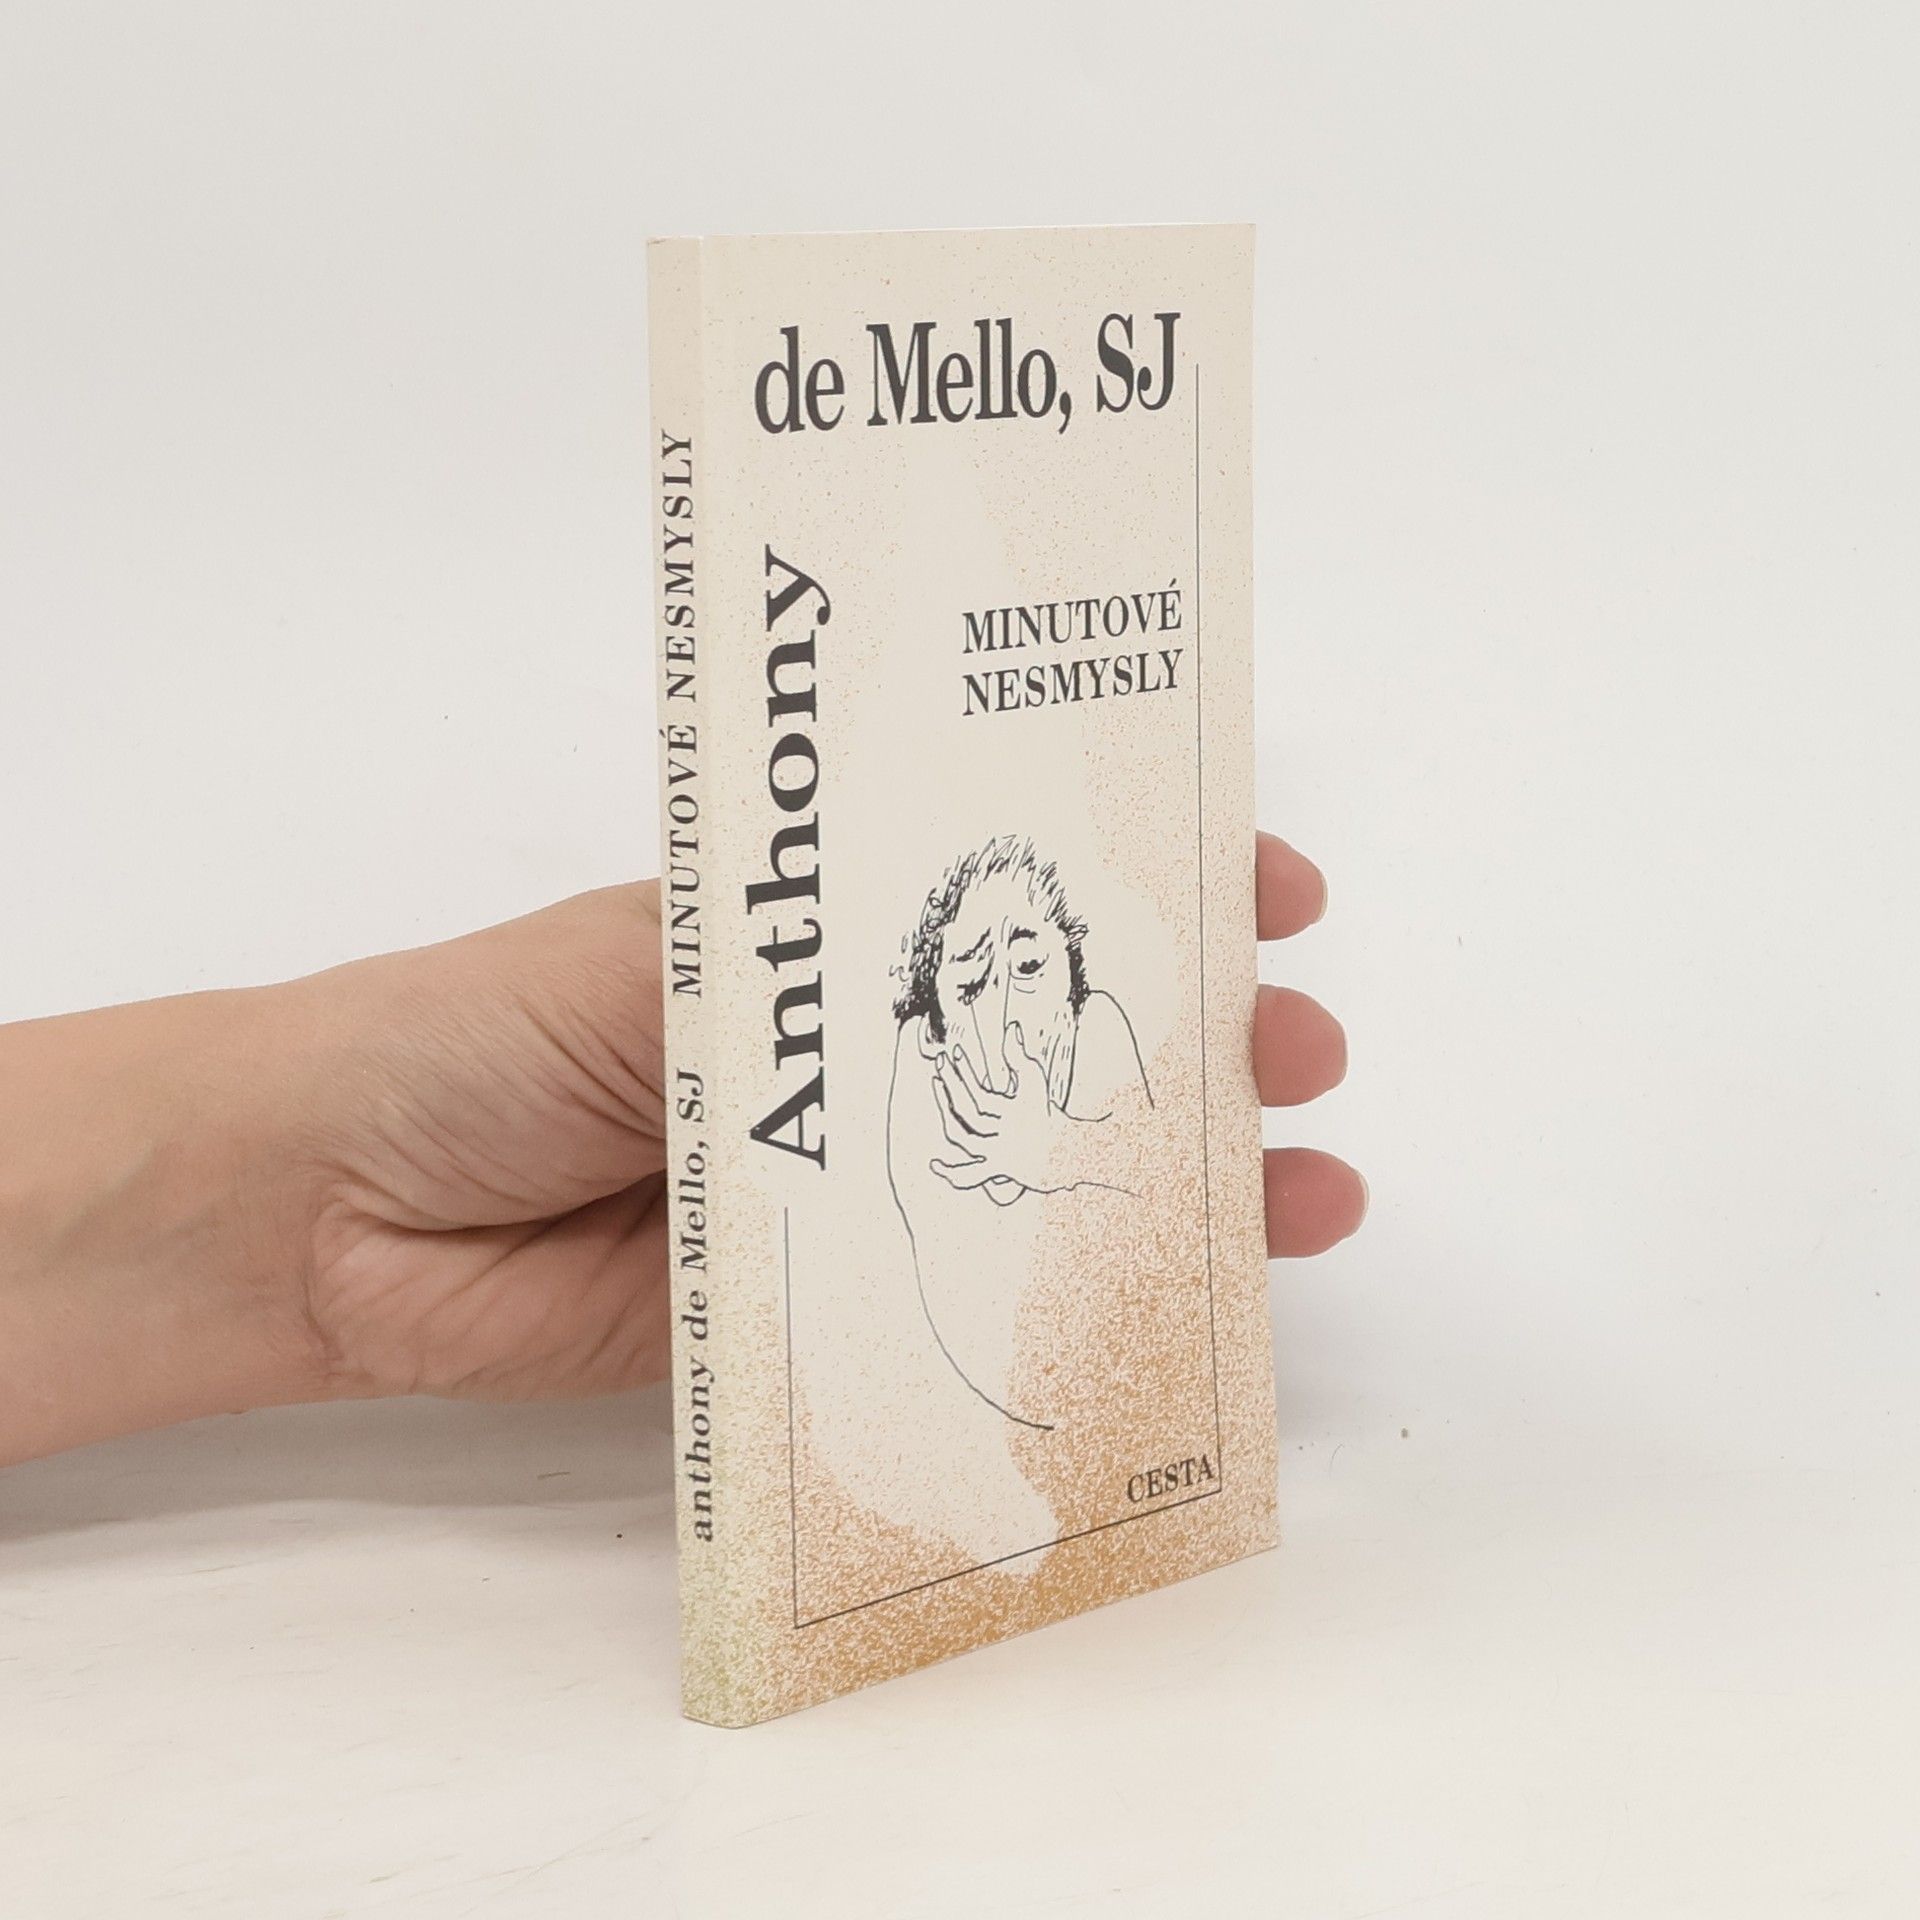 de Mello, SJ
Anthony
MINUTOVÉ
NESMYSLY
CESTA
anthony de Mello, SJ MINUTOVÉ NESMYSLY